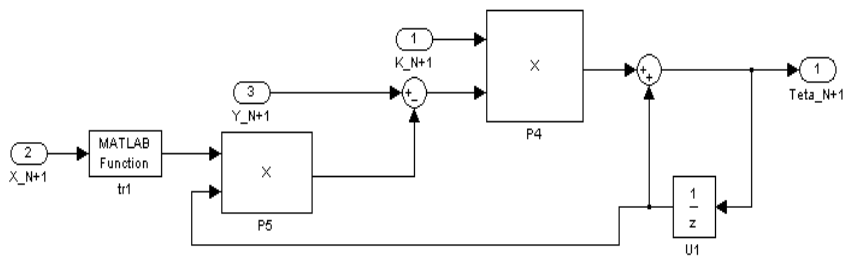 1
K_N+1
X
P4
+
+
1
Teta_N+1
3
Y_N+1
+
−
2
X_N+1
MATLAB
Function
tr1
X
P5
1
z
U1